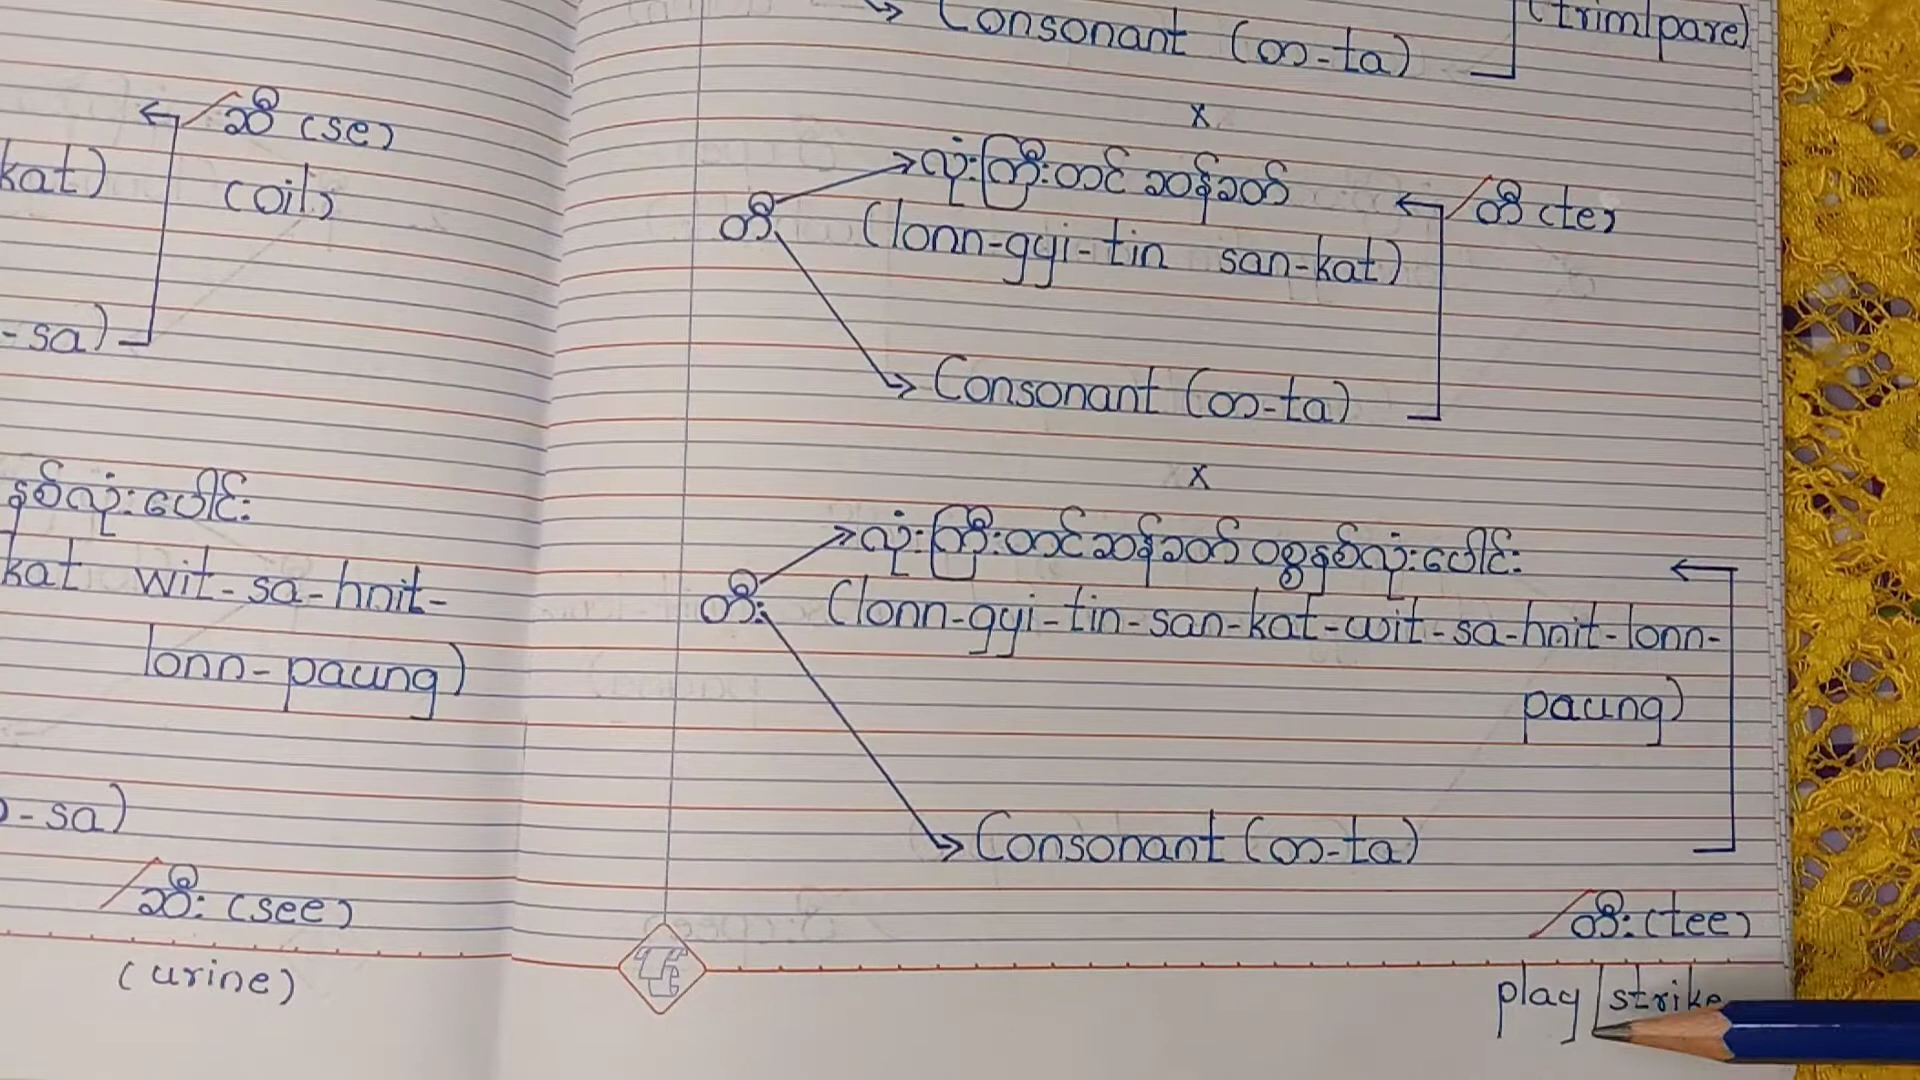 ဆီ (se)
kat)
(oil)
-sa)
နှစ်လုံးပေါင်း
kat wit-sa-hnit-
lonn-paung)
-sa)
ဆီး (see)
(urine)
Consonant (တ-ta)
(trim/pare)
x
လုံးကြီးတင် ဆန်ခတ်
တီ
တီ (te)
(lonn-gyi-tin san-kat)
Consonant (တ-ta)
x
လုံးကြီးတင်ဆန်ခတ် ဝစ္စနှစ်လုံးပေါင်း
တီး
(lonn-gyi-tin-san-kat-wit-sa-hnit-lonn-
paung)
Consonant (တ-ta)
တီး (tee)
play/strike